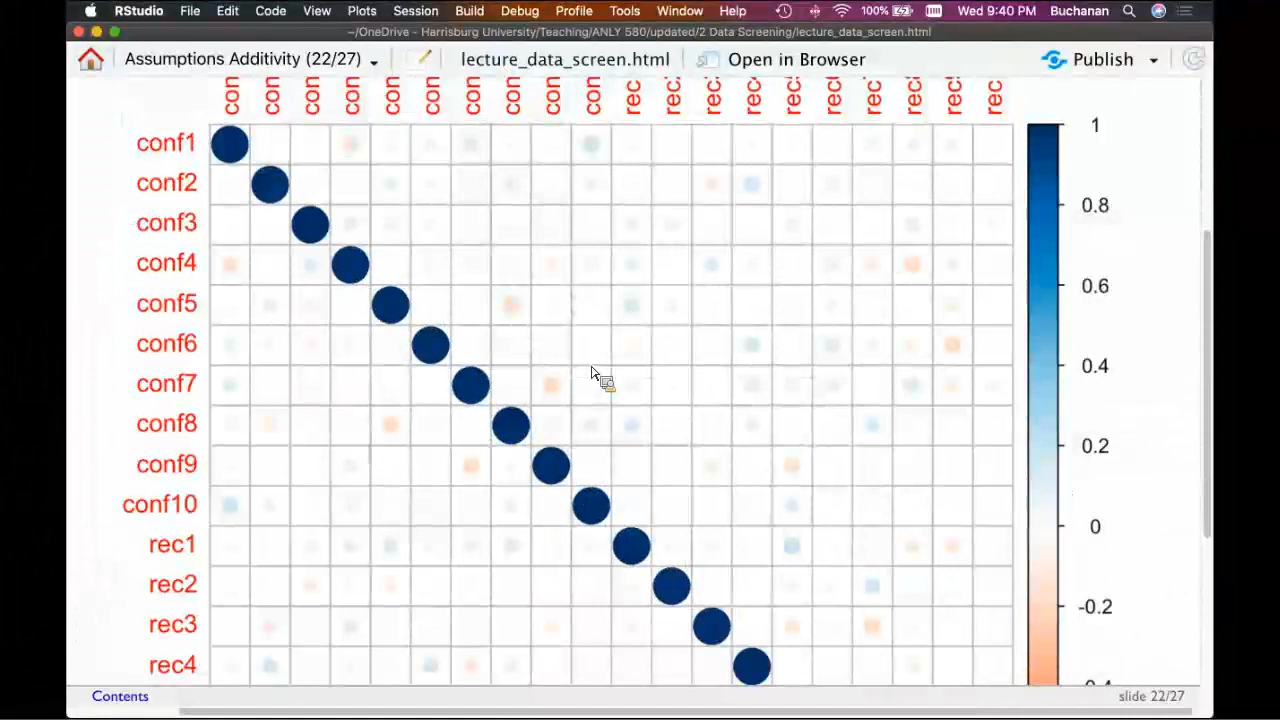 RStudio File Edit Code View Plots Session Build Debug Profile Tools Window Help 100% Wed 9:40 PM Buchanan
~/OneDrive - Harrisburg University/Teaching/ANLY 580/updated/2 Data Screening/lecture_data_screen.html
Assumptions Additivity (22/27) lecture_data_screen.html Open in Browser Publish
con con con con con con con con con con rec rec rec rec rec rec rec rec rec rec
conf1 1
conf2
conf3 0.8
conf4
conf5 0.6
conf6
conf7 0.4
conf8 0.2
conf9
conf10
rec1 0
rec2
rec3 -0.2
rec4
Contents slide 22/27